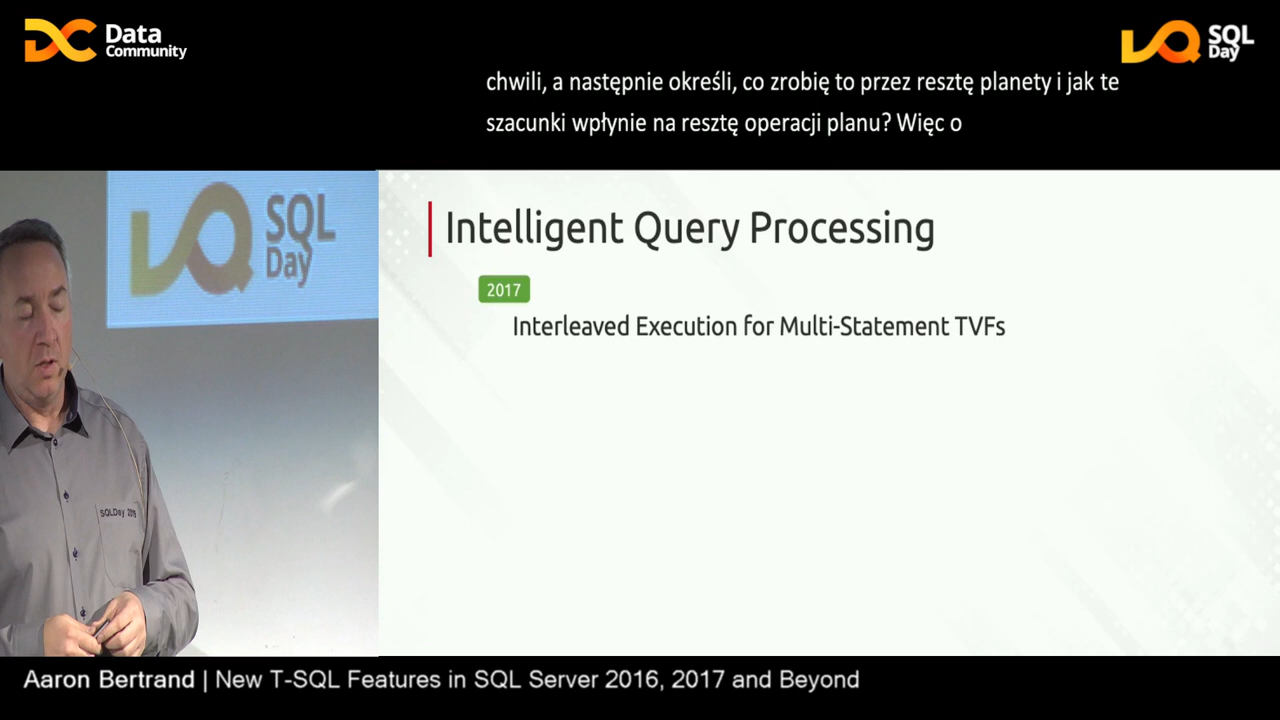 Data
Community
SQL
Day
chwili, a następnie określi, co zrobię to przez resztę planety i jak te
szacunki wpłynie na resztę operacji planu? Więc o
SQL
Day
Intelligent Query Processing
2017
Interleaved Execution for Multi-Statement TVFs
SQLDay 2019
Aaron Bertrand | New T-SQL Features in SQL Server 2016, 2017 and Beyond